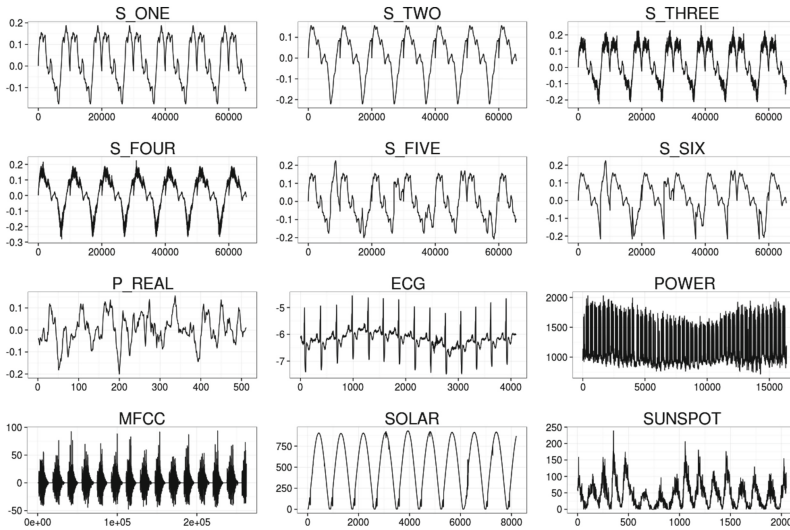 S_ONE S_TWO S_THREE
0.2 0.1 0.0 -0.1 0 20000 40000 60000
0.1 0.0 -0.1 -0.2 0 20000 40000 60000
0.2 0.1 0.0 -0.1 -0.2 0 20000 40000 60000
S_FOUR S_FIVE S_SIX
0.2 0.1 0.0 -0.1 -0.2 -0.3 0 20000 40000 60000
0.2 0.1 0.0 -0.1 -0.2 0 20000 40000 60000
0.2 0.1 0.0 -0.1 -0.2 0 20000 40000 60000
P_REAL ECG POWER
0.1 0.0 -0.1 -0.2 0 100 200 300 400 500
-5 -6 -7 0 1000 2000 3000 4000
2000 1500 1000 0 5000 10000 15000
MFCC SOLAR SUNSPOT
100 50 0 -50 0e+00 1e+05 2e+05
750 500 250 0 0 2000 4000 6000 8000
250 200 150 100 50 0 0 500 1000 1500